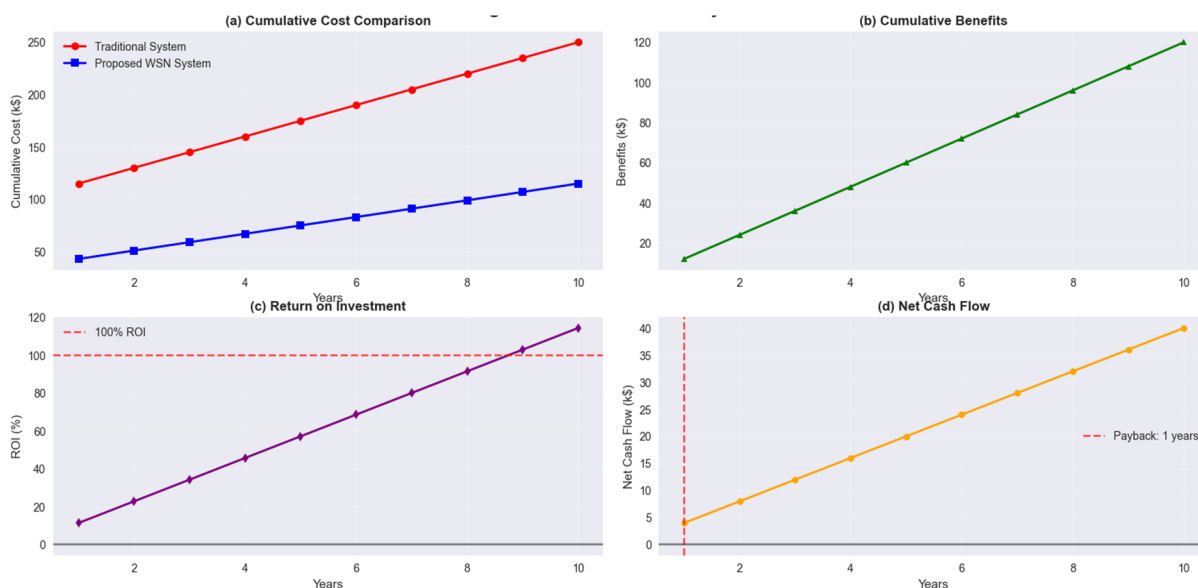 (a) Cumulative Cost Comparison
250
200
150
100
50
Cumulative Cost (k$)
Traditional System
Proposed WSN System
2 4 6 8 10
Years
(b) Cumulative Benefits
120
100
80
60
40
20
Benefits (k$)
2 4 6 8 10
Years
(c) Return on Investment
120
100
80
60
40
20
0
ROI (%)
100% ROI
2 4 6 8 10
Years
(d) Net Cash Flow
40
35
30
25
20
15
10
5
0
Net Cash Flow (k$)
Payback: 1 years
2 4 6 8 10
Years